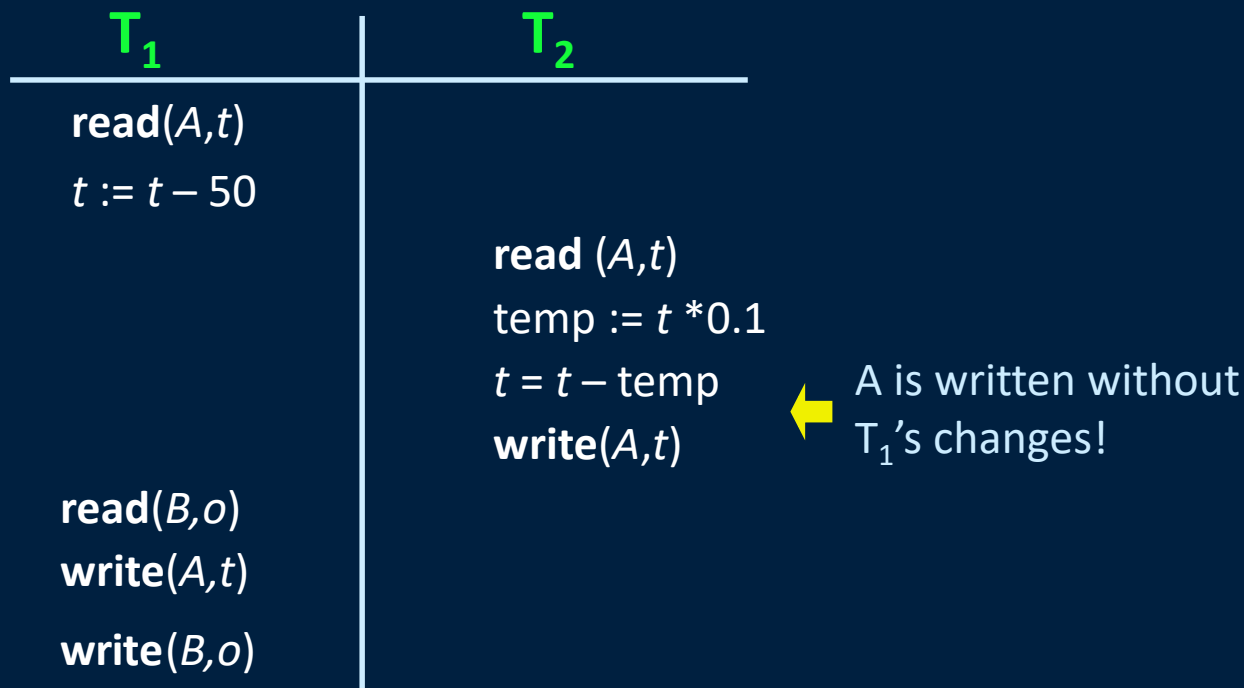 T₁ T₂
read(A,t)
t := t – 50
read (A,t)
temp := t *0.1
t = t – temp
write(A,t)
A is written without
T₁’s changes!
read(B,o)
write(A,t)
write(B,o)